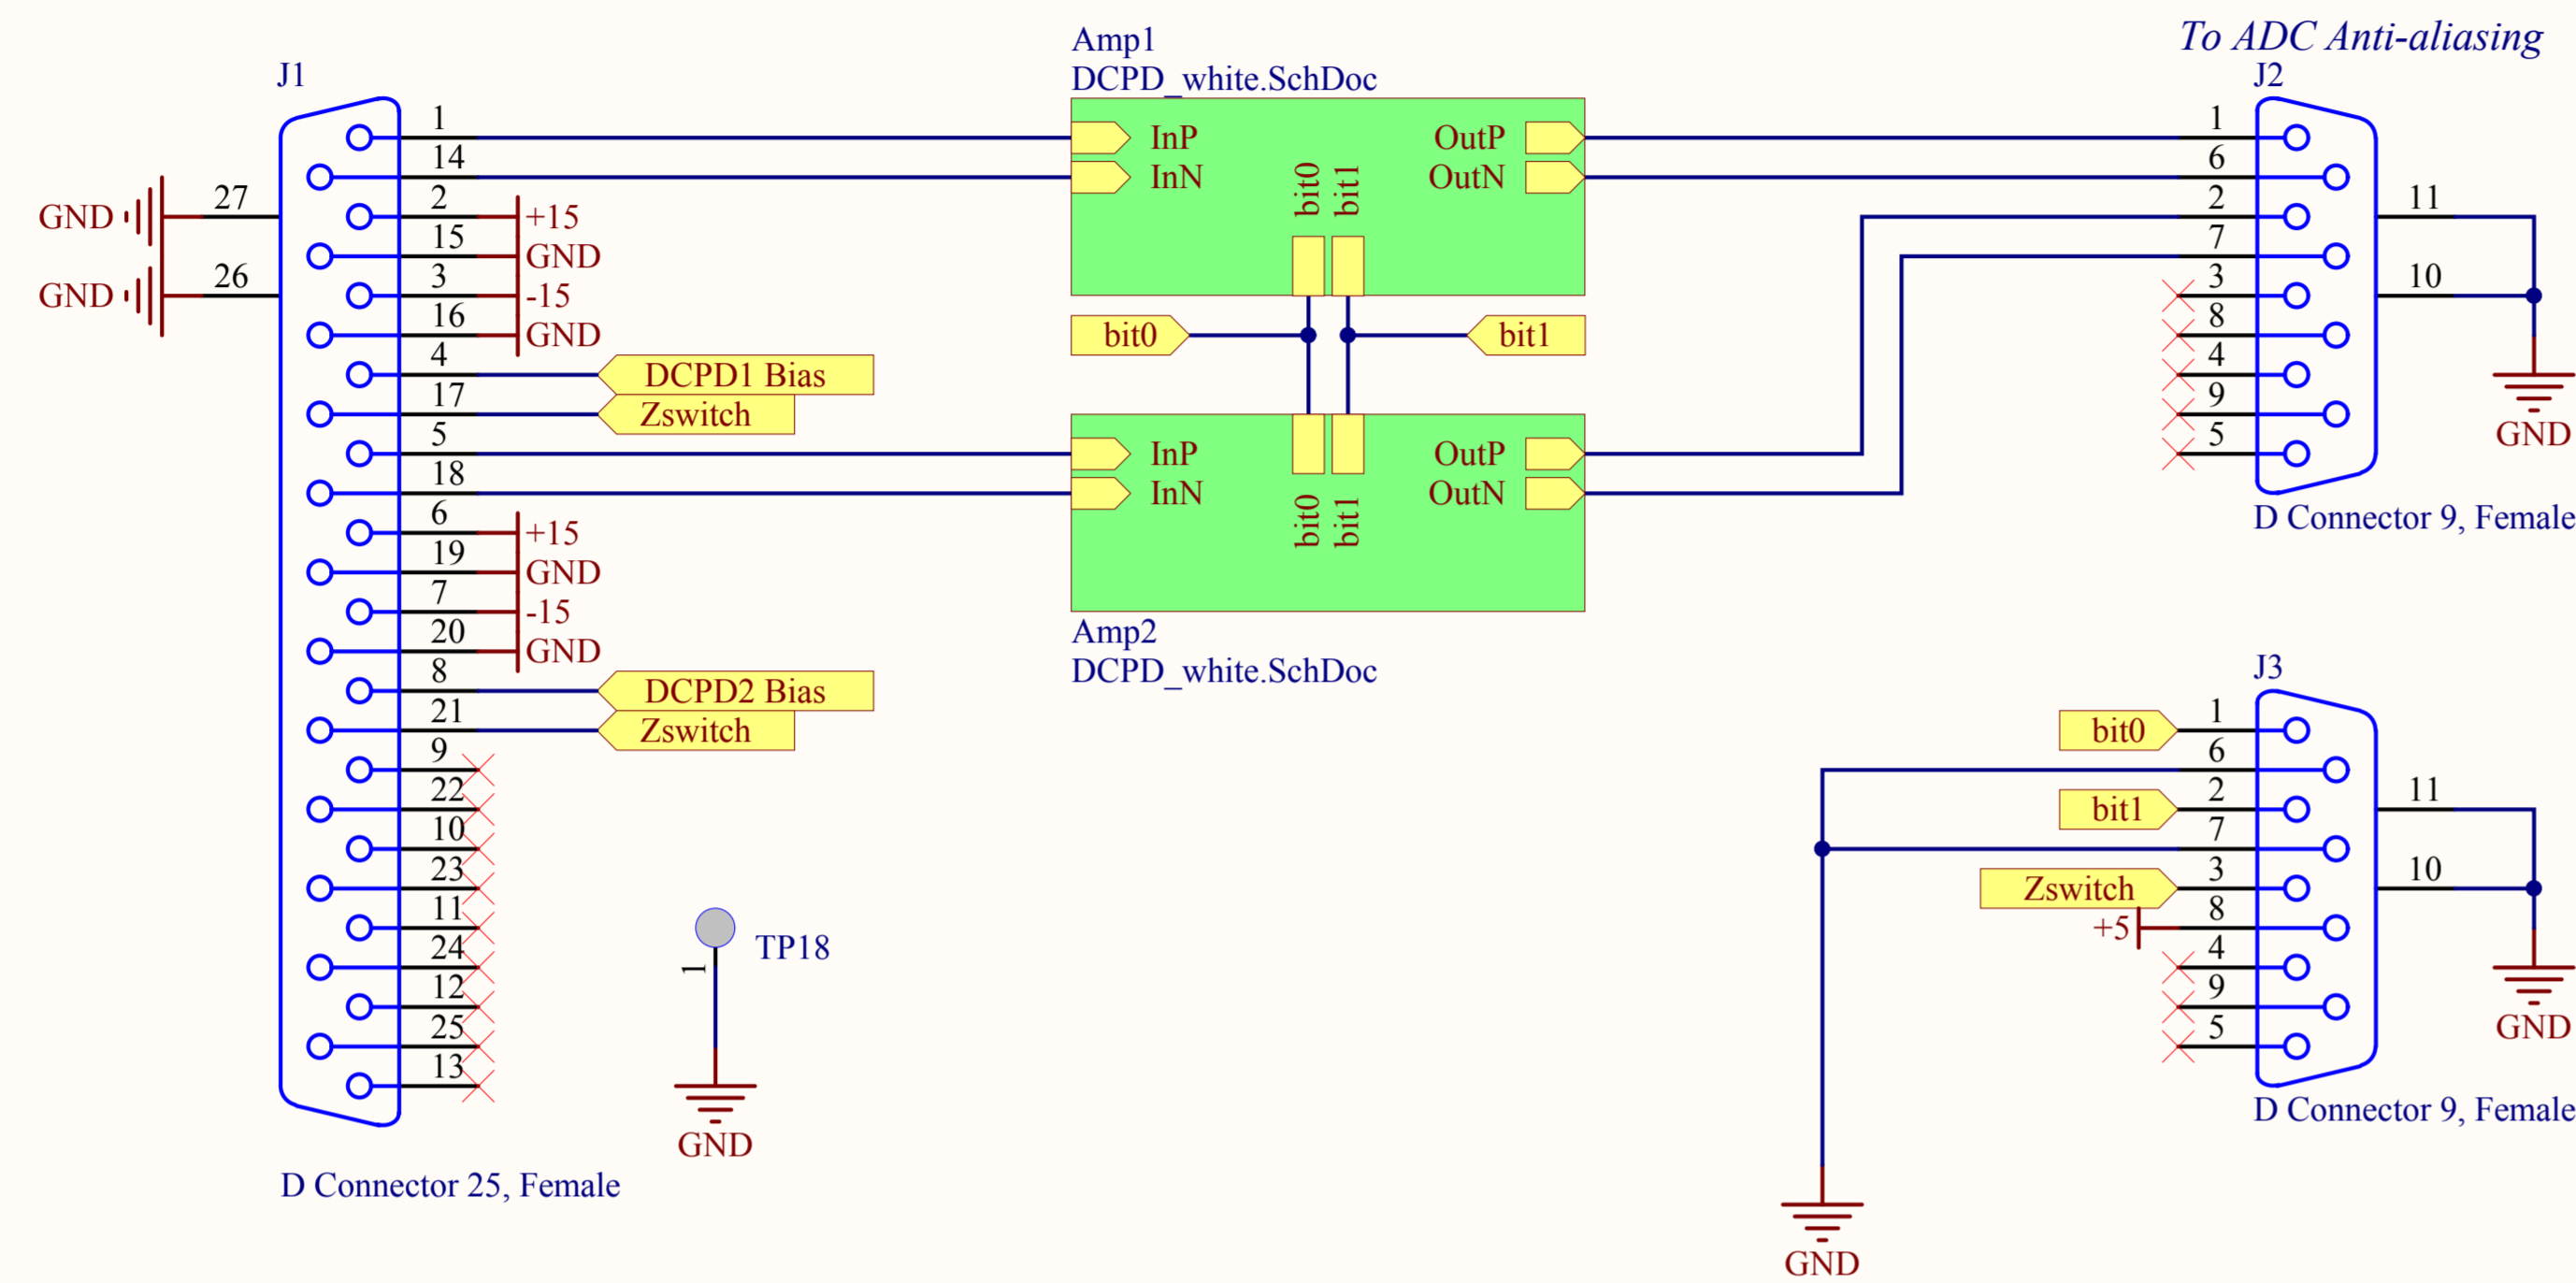 To ADC Anti-aliasing
J1
1
14
2
+15
15
GND
3
-15
16
GND
4
DCPD1 Bias
17
Zswitch
5
18
6
+15
19
GND
7
-15
20
GND
8
DCPD2 Bias
21
Zswitch
9
22
10
23
11
24
12
25
13
GND
27
GND
26
D Connector 25, Female
TP18
1
GND
Amp1
DCPD_white.SchDoc
InP
OutP
InN
OutN
bit0
bit1
bit0
bit1
InP
OutP
InN
OutN
bit0
bit1
Amp2
DCPD_white.SchDoc
J2
1
6
2
7
3
8
4
9
5
11
10
GND
D Connector 9, Female
J3
bit0
1
6
bit1
2
7
Zswitch
3
+5
8
4
9
5
11
10
GND
D Connector 9, Female
GND